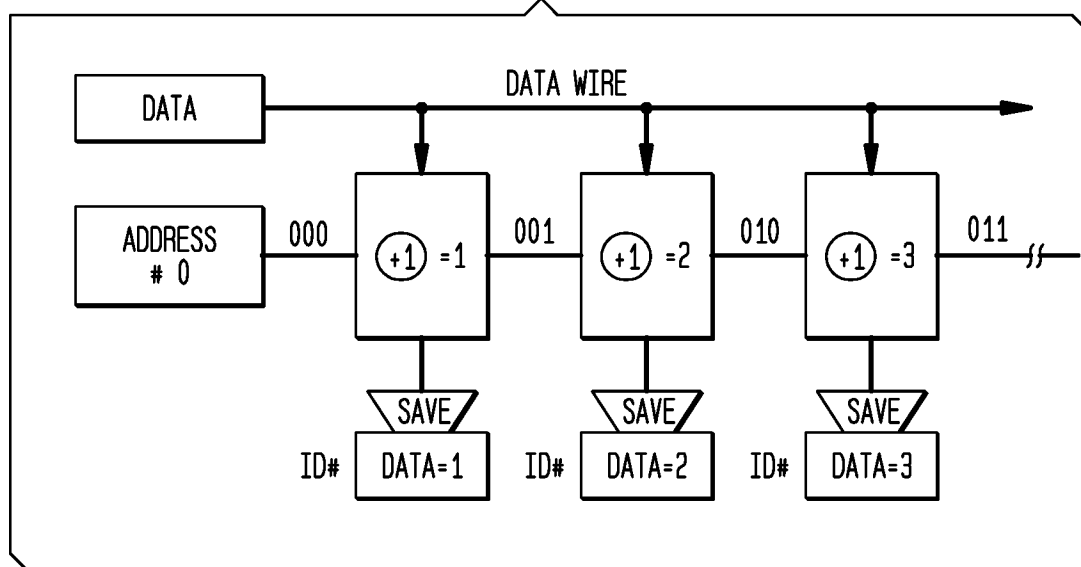 DATA WIRE
DATA
ADDRESS
# 0
000
+1 =1
001
+1 =2
010
+1 =3
011
SAVE
SAVE
SAVE
ID# DATA=1
ID# DATA=2
ID# DATA=3